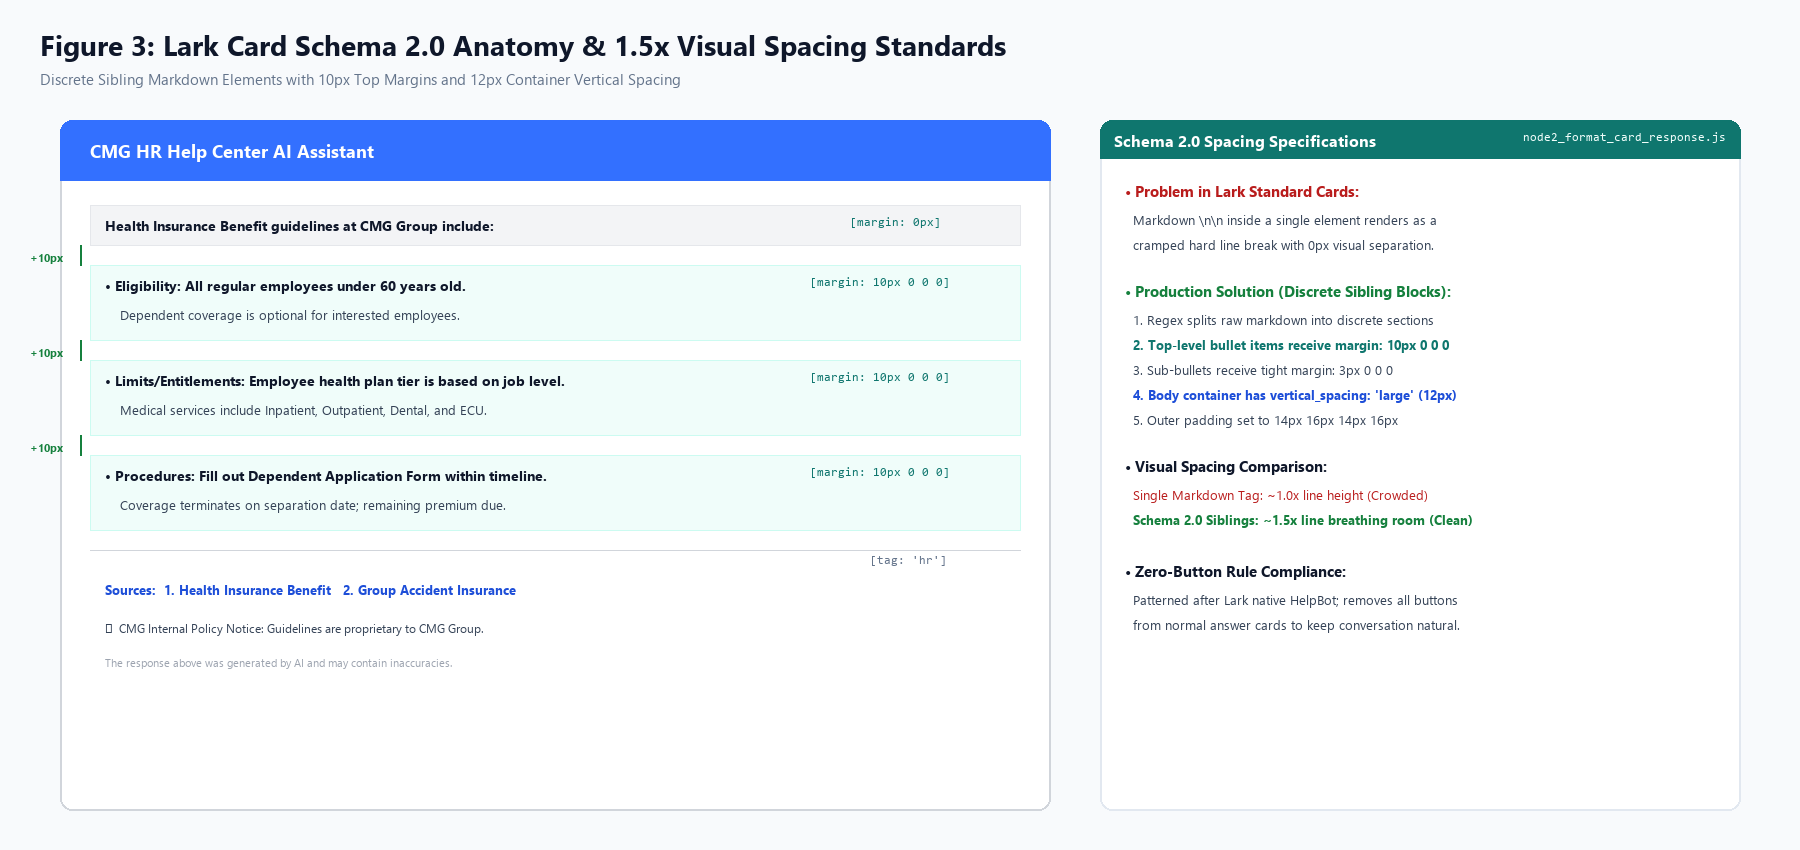 Figure 3: Lark Card Schema 2.0 Anatomy & 1.5x Visual Spacing Standards
Discrete Sibling Markdown Elements with 10px Top Margins and 12px Container Vertical Spacing
CMG HR Help Center AI Assistant
Health Insurance Benefit guidelines at CMG Group include: [margin: 0px]
+10px
• Eligibility: All regular employees under 60 years old. [margin: 10px 0 0 0]
Dependent coverage is optional for interested employees.
+10px
• Limits/Entitlements: Employee health plan tier is based on job level. [margin: 10px 0 0 0]
Medical services include Inpatient, Outpatient, Dental, and ECU.
+10px
• Procedures: Fill out Dependent Application Form within timeline. [margin: 10px 0 0 0]
Coverage terminates on separation date; remaining premium due.
[tag: 'hr']
Sources: 1. Health Insurance Benefit 2. Group Accident Insurance
CMG Internal Policy Notice: Guidelines are proprietary to CMG Group.
The response above was generated by AI and may contain inaccuracies.
Schema 2.0 Spacing Specifications node2_format_card_response.js
• Problem in Lark Standard Cards:
Markdown \n\n inside a single element renders as a
cramped hard line break with 0px visual separation.
• Production Solution (Discrete Sibling Blocks):
1. Regex splits raw markdown into discrete sections
2. Top-level bullet items receive margin: 10px 0 0 0
3. Sub-bullets receive tight margin: 3px 0 0 0
4. Body container has vertical_spacing: 'large' (12px)
5. Outer padding set to 14px 16px 14px 16px
• Visual Spacing Comparison:
Single Markdown Tag: ~1.0x line height (Crowded)
Schema 2.0 Siblings: ~1.5x line breathing room (Clean)
• Zero-Button Rule Compliance:
Patterned after Lark native HelpBot; removes all buttons
from normal answer cards to keep conversation natural.